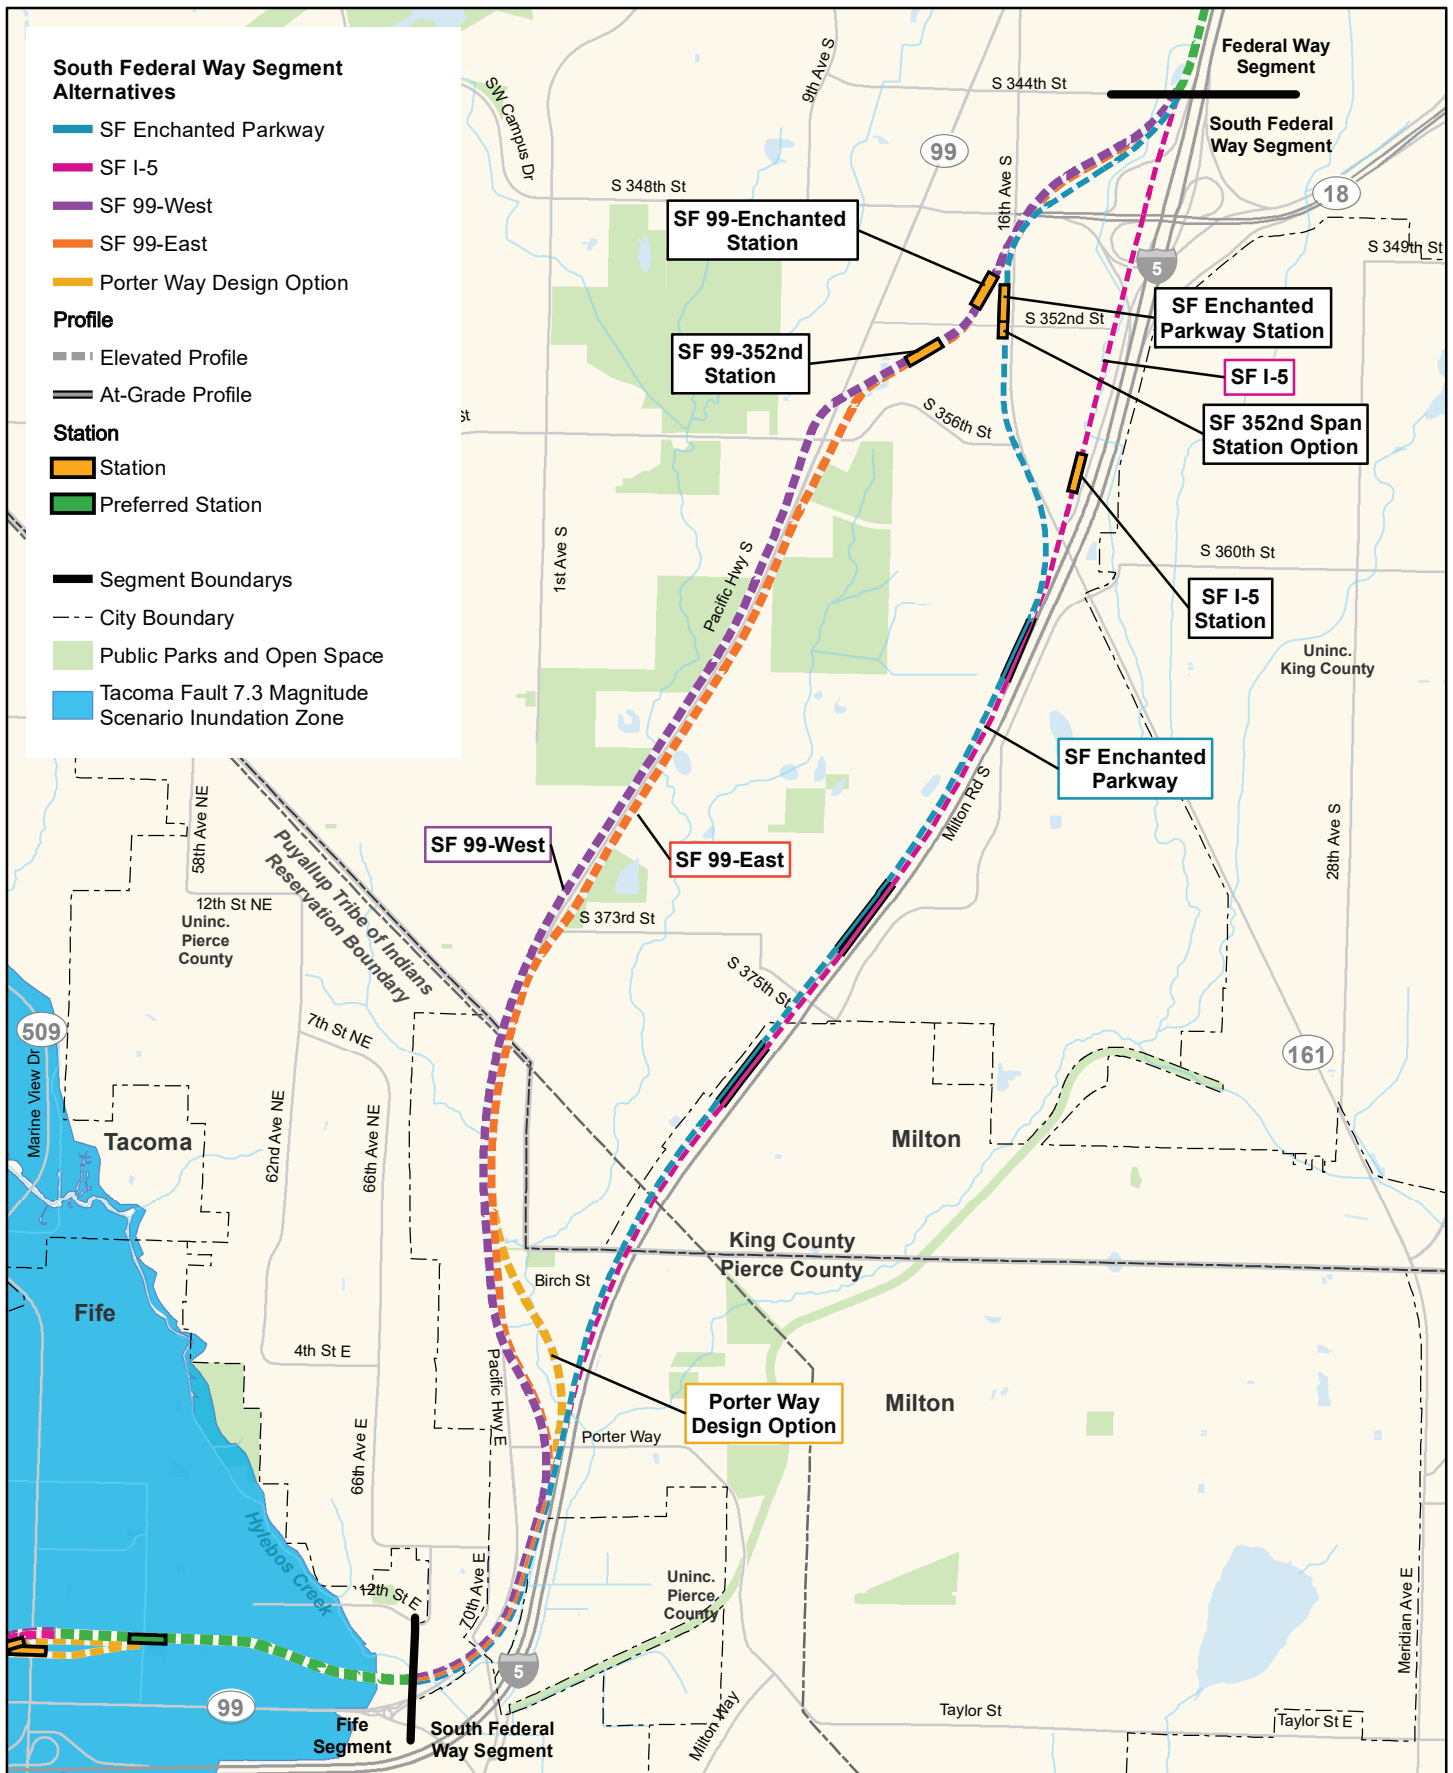 South Federal Way Segment
Alternatives
SF Enchanted Parkway
SF I-5
SF 99-West
SF 99-East
Porter Way Design Option
Profile
Elevated Profile
At-Grade Profile
Station
Station
Preferred Station
Segment Boundarys
City Boundary
Public Parks and Open Space
Tacoma Fault 7.3 Magnitude
Scenario Inundation Zone
Federal Way
Segment
South Federal
Way Segment
S 344th St
9th Ave S
SW Campus Dr
99
16th Ave S
18
S 348th St
S 349th St
5
SF 99-Enchanted
Station
SF Enchanted
Parkway Station
S 352nd St
SF 99-352nd
Station
SF I-5
SF 352nd Span
Station Option
St
S 356th St
1st Ave S
Pacific Hwy S
S 360th St
SF I-5
Station
Uninc.
King County
SF Enchanted
Parkway
Milton Rd S
28th Ave S
58th Ave NE
Puyallup Tribe of Indians
Reservation Boundary
SF 99-West
SF 99-East
12th St NE
Uninc.
Pierce
County
S 373rd St
S 375th St
509
Marine View Dr
7th St NE
161
Tacoma
62nd Ave NE
66th Ave NE
Milton
King County
Pierce County
Birch St
Fife
4th St E
Pacific Hwy E
Porter Way
Design Option
Milton
Porter Way
66th Ave E
Hylebos Creek
12th St E
70th Ave E
Uninc.
Pierce
County
Meridian Ave E
5
99
Fife
Segment
South Federal
Way Segment
Milton Way
Taylor St
Taylor St E